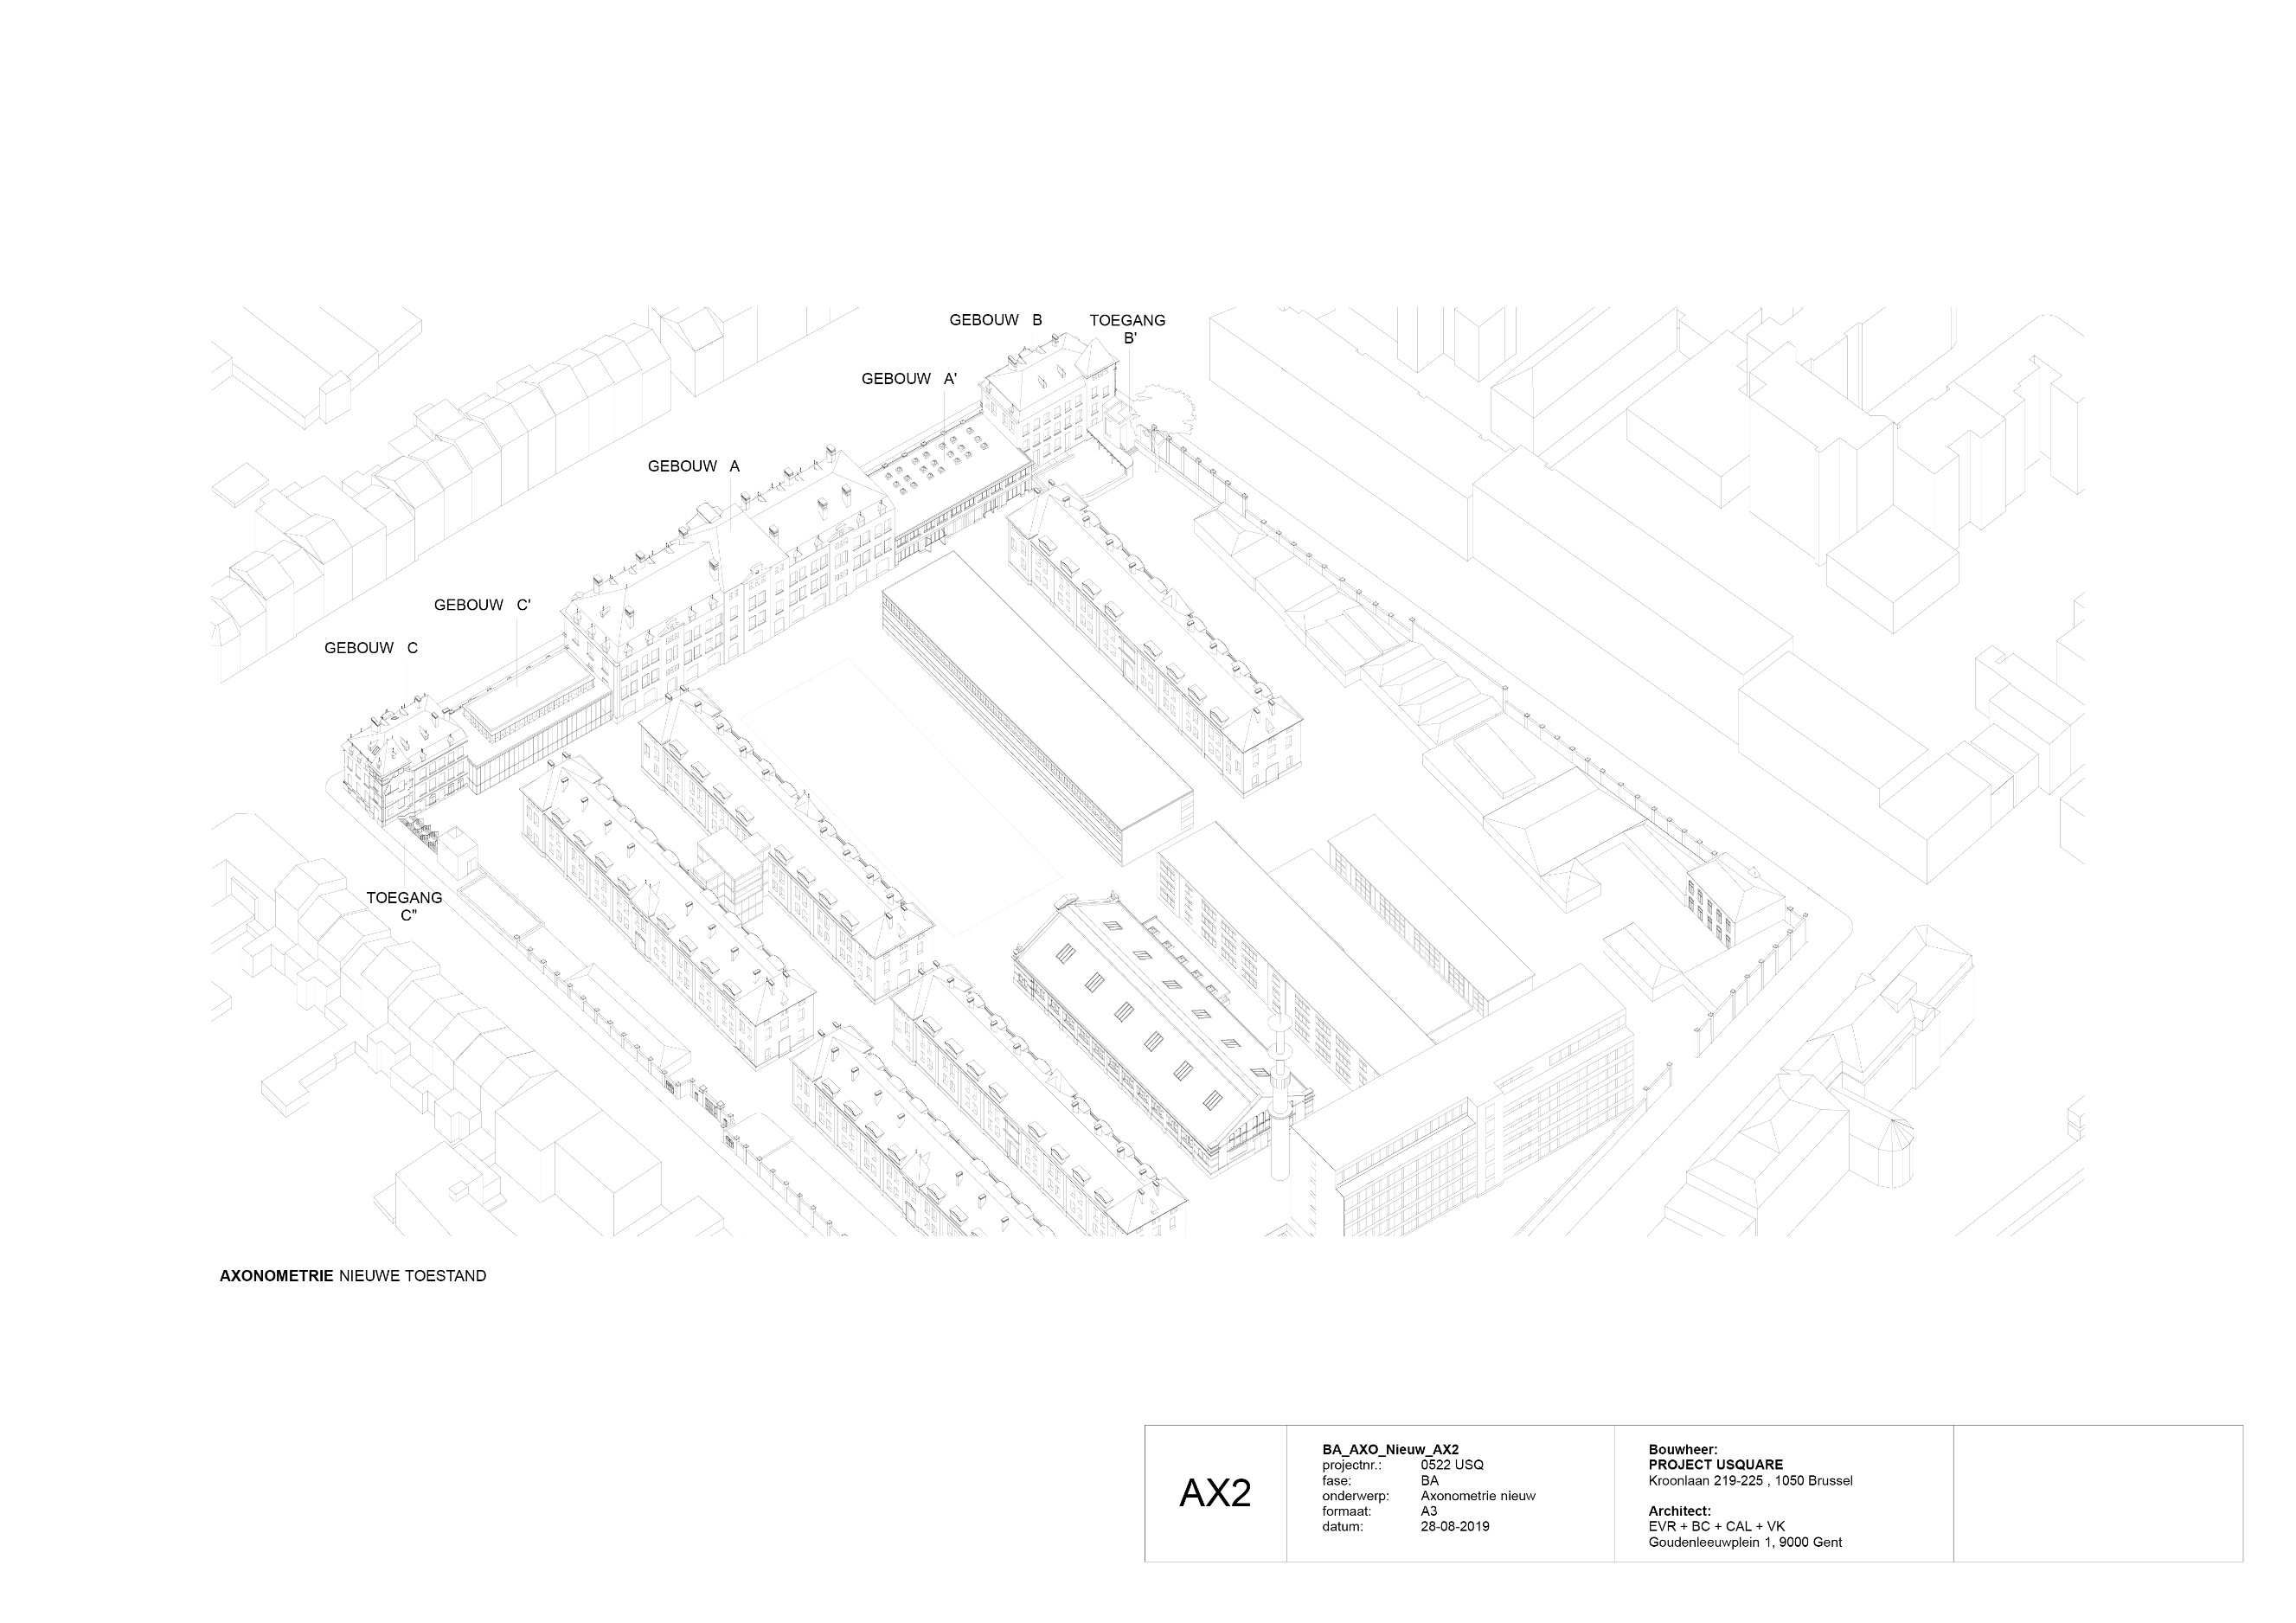 GEBOUW B
TOEGANG
B'
GEBOUW A'
GEBOUW A
GEBOUW C'
GEBOUW C
TOEGANG
C"
AXONOMETRIE NIEUWE TOESTAND
AX2
BA_AXO_Nieuw_AX2
projectnr.: 0522 USQ
fase: BA
onderwerp: Axonometrie nieuw
formaat: A3
datum: 28-08-2019
Bouwheer:
PROJECT USQUARE
Kroonlaan 219-225 , 1050 Brussel
Architect:
EVR + BC + CAL + VK
Goudenleeuwplein 1, 9000 Gent